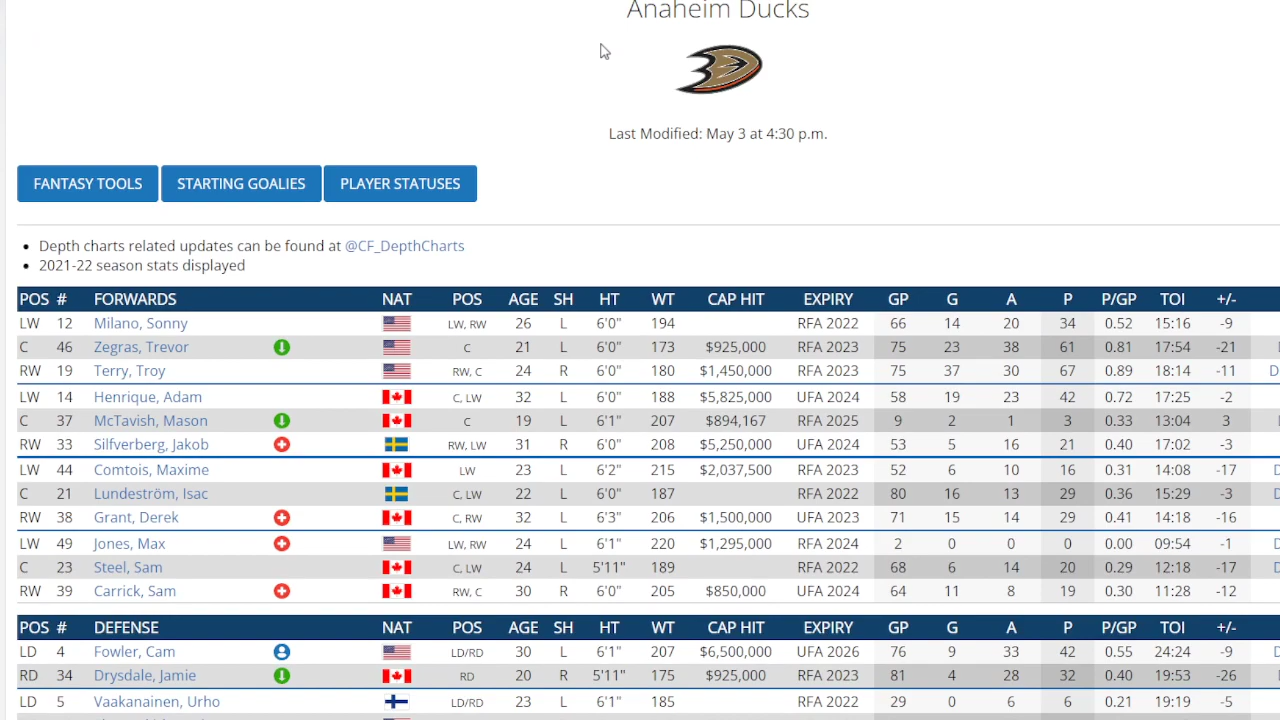 Anaheim Ducks
Last Modified: May 3 at 4:30 p.m.
FANTASY TOOLS STARTING GOALIES PLAYER STATUSES
Depth charts related updates can be found at @CF_DepthCharts
2021-22 season stats displayed
POS # FORWARDS NAT POS AGE SH HT WT CAP HIT EXPIRY GP G A P P/GP TOI +/-
LW 12 Milano, Sonny LW, RW 26 L 6'0" 194 RFA 2022 66 14 20 34 0.52 15:16 -9
C 46 Zegras, Trevor C 21 L 6'0" 173 $925,000 RFA 2023 75 23 38 61 0.81 17:54 -21
RW 19 Terry, Troy RW, C 24 R 6'0" 180 $1,450,000 RFA 2023 75 37 30 67 0.89 18:14 -11 D
LW 14 Henrique, Adam C, LW 32 L 6'0" 188 $5,825,000 UFA 2024 58 19 23 42 0.72 17:25 -2
C 37 McTavish, Mason C 19 L 6'1" 207 $894,167 RFA 2025 9 2 1 3 0.33 13:04 3
RW 33 Silfverberg, Jakob RW, LW 31 R 6'0" 208 $5,250,000 UFA 2024 53 5 16 21 0.40 17:02 -3
LW 44 Comtois, Maxime LW 23 L 6'2" 215 $2,037,500 RFA 2023 52 6 10 16 0.31 14:08 -17 D
C 21 Lundeström, Isac C, LW 22 L 6'0" 187 RFA 2022 80 16 13 29 0.36 15:29 -3
RW 38 Grant, Derek C, RW 32 L 6'3" 206 $1,500,000 UFA 2023 71 15 14 29 0.41 14:18 -16
LW 49 Jones, Max LW, RW 24 L 6'1" 220 $1,295,000 RFA 2024 2 0 0 0 0.00 09:54 -1
C 23 Steel, Sam C, LW 24 L 5'11" 189 RFA 2022 68 6 14 20 0.29 12:18 -17
RW 39 Carrick, Sam RW, C 30 R 6'0" 205 $850,000 UFA 2024 64 11 8 19 0.30 11:28 -12
POS # DEFENSE NAT POS AGE SH HT WT CAP HIT EXPIRY GP G A P P/GP TOI +/-
LD 4 Fowler, Cam LD/RD 30 L 6'1" 207 $6,500,000 UFA 2026 76 9 33 42 0.55 24:24 -9
RD 34 Drysdale, Jamie RD 20 R 5'11" 175 $925,000 RFA 2023 81 4 28 32 0.40 19:53 -26
LD 5 Vaakanainen, Urho LD/RD 23 L 6'1" 185 RFA 2022 29 0 6 6 0.21 19:19 -5